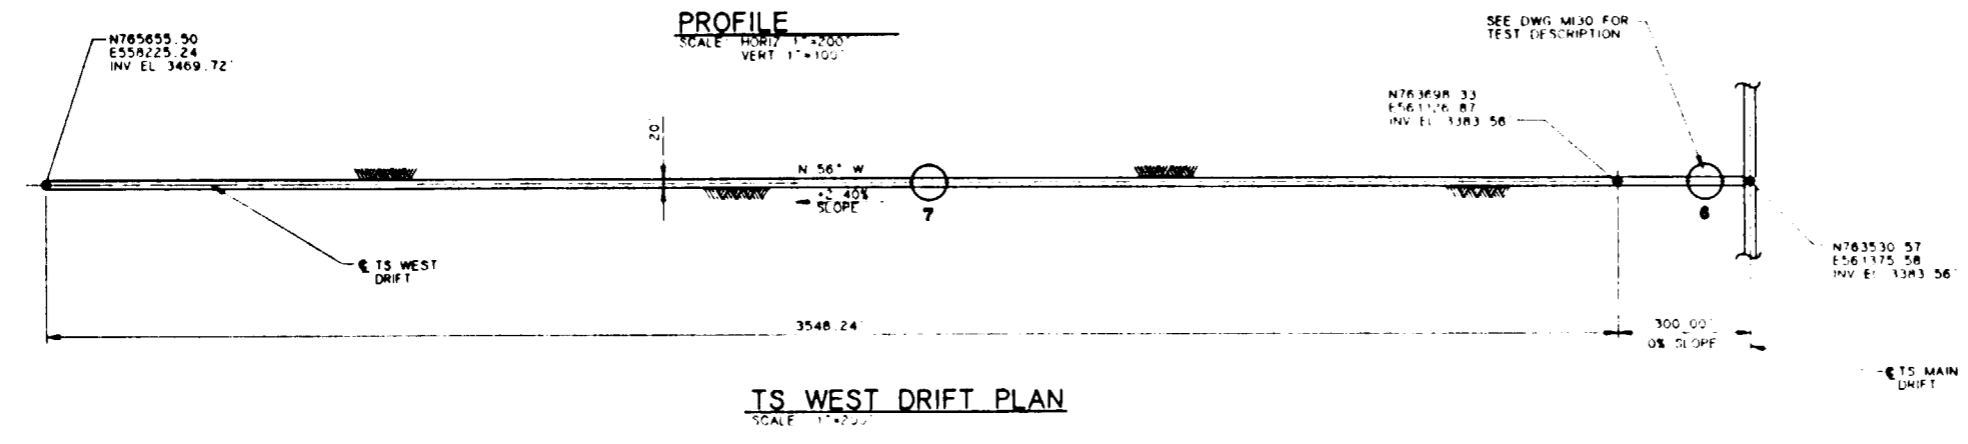 PROFILE
SCALE HORIZ 1"=200'
VERT 1"=100'
SEE DWG M130 FOR
TEST DESCRIPTION
N765655.50
E558225.24
INV EL 3469.72'
N763698.33
E561126.87
INV EL 3383.56
20'
N 56° W
+2.40%
SLOPE
7
6
℄ TS WEST
DRIFT
N763530.57
E561375.58
INV EL 3383.56'
3548.24'
300.00'
0% SLOPE
℄ TS MAIN
DRIFT
TS WEST DRIFT PLAN
SCALE 1"=200'